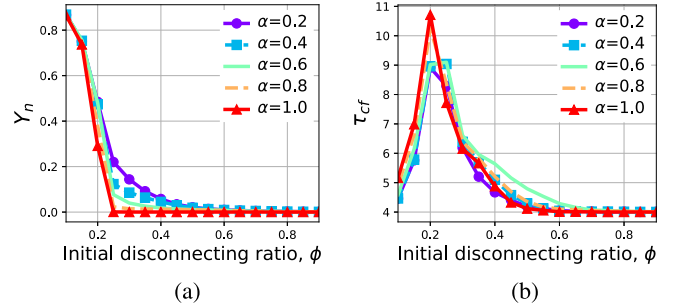 0.8
0.6
0.4
0.2
0.0
Yn
0.2
0.4
0.6
0.8
Initial disconnecting ratio, ϕ
α=0.2
α=0.4
α=0.6
α=0.8
α=1.0
(a)
11
10
9
8
7
6
5
4
τcf
0.2
0.4
0.6
0.8
Initial disconnecting ratio, ϕ
α=0.2
α=0.4
α=0.6
α=0.8
α=1.0
(b)